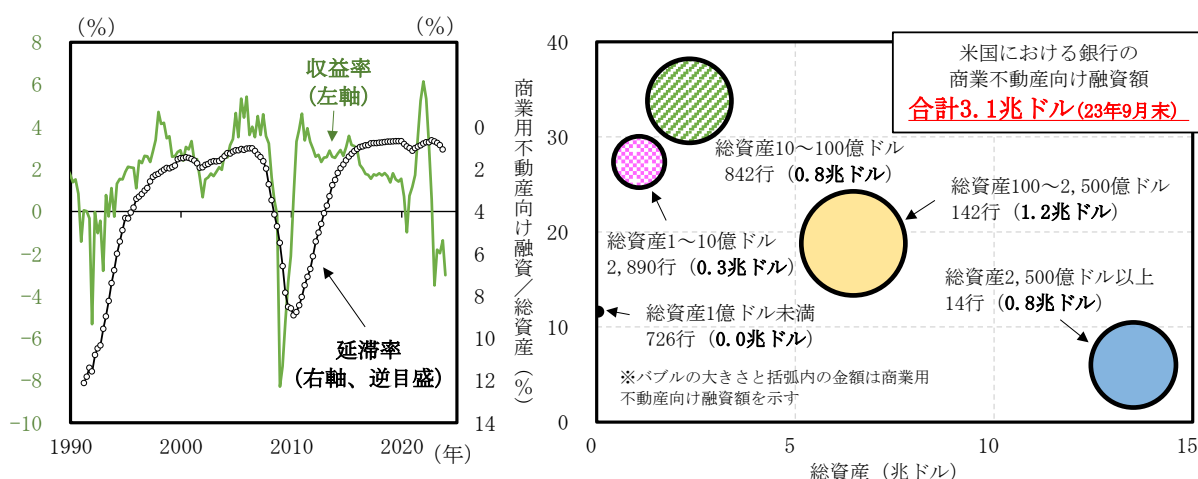 (%)
(%)
8
6
4
2
0
−2
−4
−6
−8
−10
収益率
(左軸)
延滞率
(右軸、逆目盛)
0
2
4
6
8
10
12
14
1990
2000
2010
2020
(年)
商業用不動産向け融資／総資産（%）
40
30
20
10
0
米国における銀行の
商業不動産向け融資額
合計3.1兆ドル(23年9月末)
総資産10～100億ドル
842行（0.8兆ドル）
総資産100～2,500億ドル
142行（1.2兆ドル）
総資産1～10億ドル
2,890行（0.3兆ドル）
総資産2,500億ドル以上
14行（0.8兆ドル）
総資産1億ドル未満
726行（0.0兆ドル）
※バブルの大きさと括弧内の金額は商業用
不動産向け融資額を示す
0
5
10
15
総資産（兆ドル）